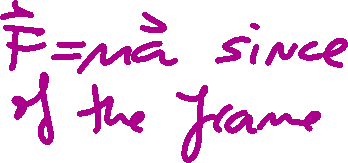 F⃗=ma⃗ since
of the frame